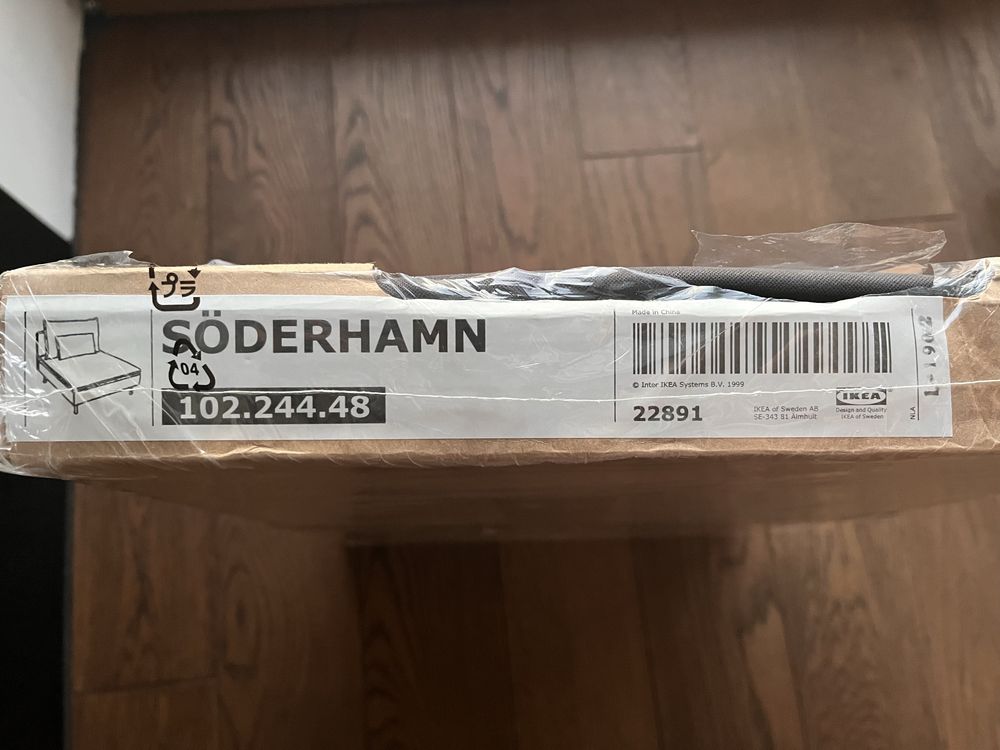 プラ
SÖDERHAMN
04
102.244.48
Made in China
© Inter IKEA Systems B.V. 1999
22891
IKEA of Sweden AB
SE-343 81 Älmhult
IKEA
Design and Quality
IKEA of Sweden
NLA
L-1902